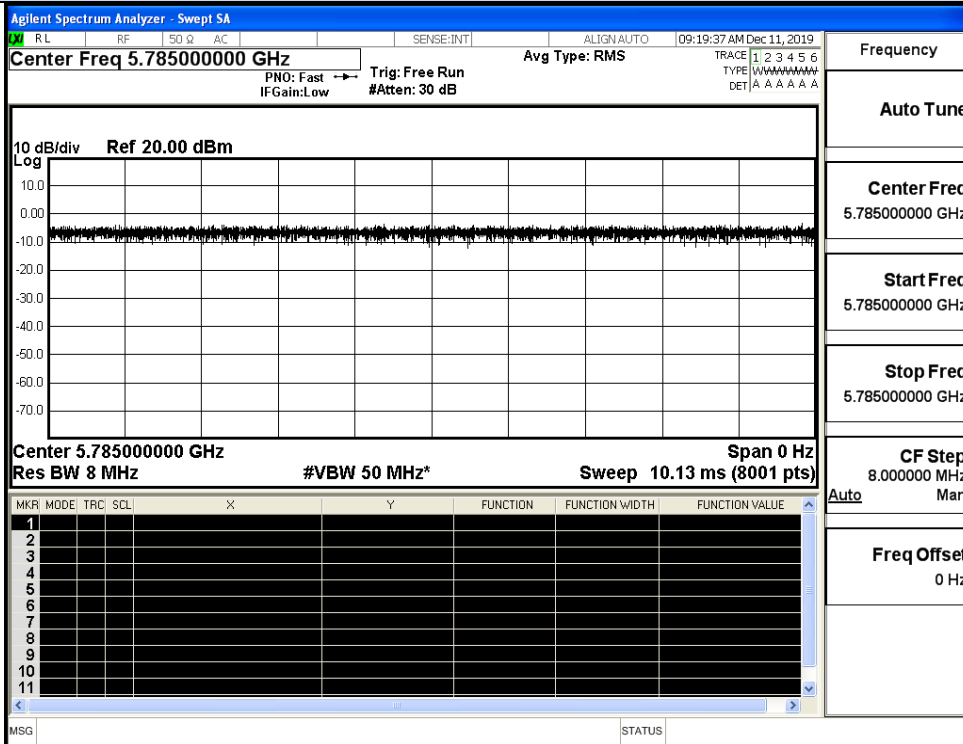 Agilent Spectrum Analyzer - Swept SA
LXI RL RF 50 Ω AC SENSE:INT ALIGN AUTO 09:19:37 AM Dec 11, 2019
Center Freq 5.785000000 GHz Avg Type: RMS TRACE 1 2 3 4 5 6
PNO: Fast Trig: Free Run TYPE WWWWWW
IFGain:Low #Atten: 30 dB DET A A A A A A
10 dB/div Ref 20.00 dBm
Log
10.0
0.00
-10.0
-20.0
-30.0
-40.0
-50.0
-60.0
-70.0
Center 5.785000000 GHz Span 0 Hz
Res BW 8 MHz #VBW 50 MHz* Sweep 10.13 ms (8001 pts)
MKR MODE TRC SCL X Y FUNCTION FUNCTION WIDTH FUNCTION VALUE
1
2
3
4
5
6
7
8
9
10
11
MSG STATUS
Frequency
Auto Tune
Center Freq
5.785000000 GHz
Start Freq
5.785000000 GHz
Stop Freq
5.785000000 GHz
CF Step
8.000000 MHz
Auto Man
Freq Offset
0 Hz